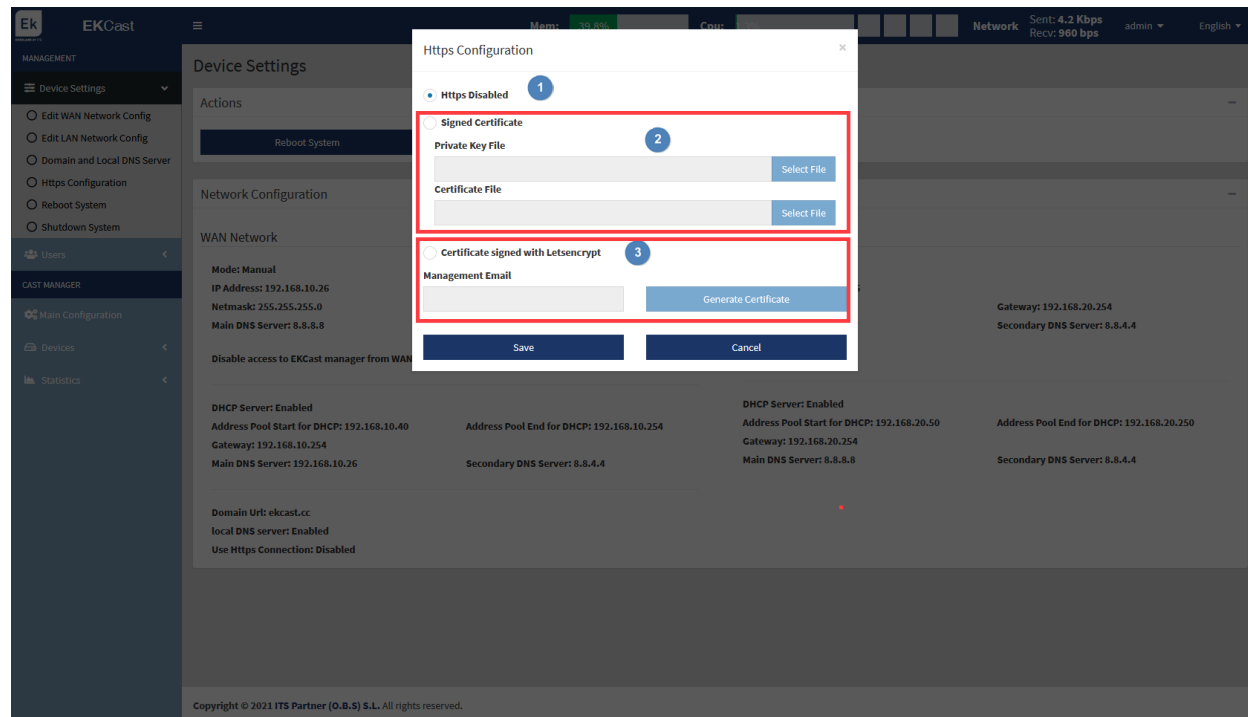 Ek
EKCast
Mem: 39.8%
Cpu:
Network
Sent: 4.2 Kbps
Recv: 960 bps
admin
English
MANAGEMENT
Device Settings
Edit WAN Network Config
Edit LAN Network Config
Domain and Local DNS Server
Https Configuration
Reboot System
Shutdown System
Users
CAST MANAGER
Main Configuration
Devices
Statistics
Device Settings
Actions
Reboot System
Network Configuration
WAN Network
Mode: Manual
IP Address: 192.168.10.26
Netmask: 255.255.255.0
Main DNS Server: 8.8.8.8
Disable access to EKCast manager from WAN
DHCP Server: Enabled
Address Pool Start for DHCP: 192.168.10.40
Address Pool End for DHCP: 192.168.10.254
Gateway: 192.168.10.254
Main DNS Server: 192.168.10.26
Secondary DNS Server: 8.8.4.4
Domain Url: ekcast.cc
local DNS server: Enabled
Use Https Connection: Disabled
Gateway: 192.168.20.254
Secondary DNS Server: 8.8.4.4
DHCP Server: Enabled
Address Pool Start for DHCP: 192.168.20.50
Address Pool End for DHCP: 192.168.20.250
Gateway: 192.168.20.254
Main DNS Server: 8.8.8.8
Secondary DNS Server: 8.8.4.4
Https Configuration
×
Https Disabled
1
Signed Certificate
2
Private Key File
Select File
Certificate File
Select File
Certificate signed with Letsencrypt
3
Management Email
Generate Certificate
Save
Cancel
Copyright © 2021 ITS Partner (O.B.S) S.L. All rights reserved.